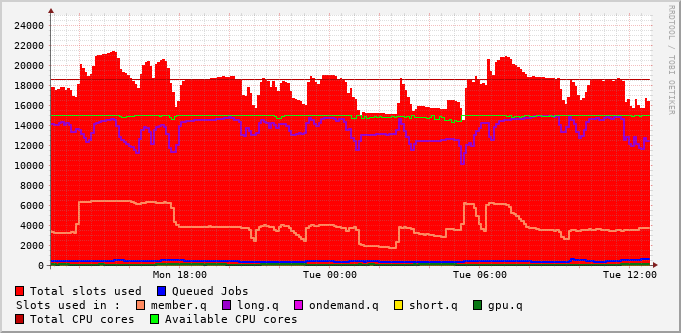 24000
22000
20000
18000
16000
14000
12000
10000
8000
6000
4000
2000
0
Mon 18:00 Tue 00:00 Tue 06:00 Tue 12:00
RRDTOOL / TOBI OETIKER
Total slots used Queued Jobs
Slots used in : member.q long.q ondemand.q short.q gpu.q
Total CPU cores Available CPU cores